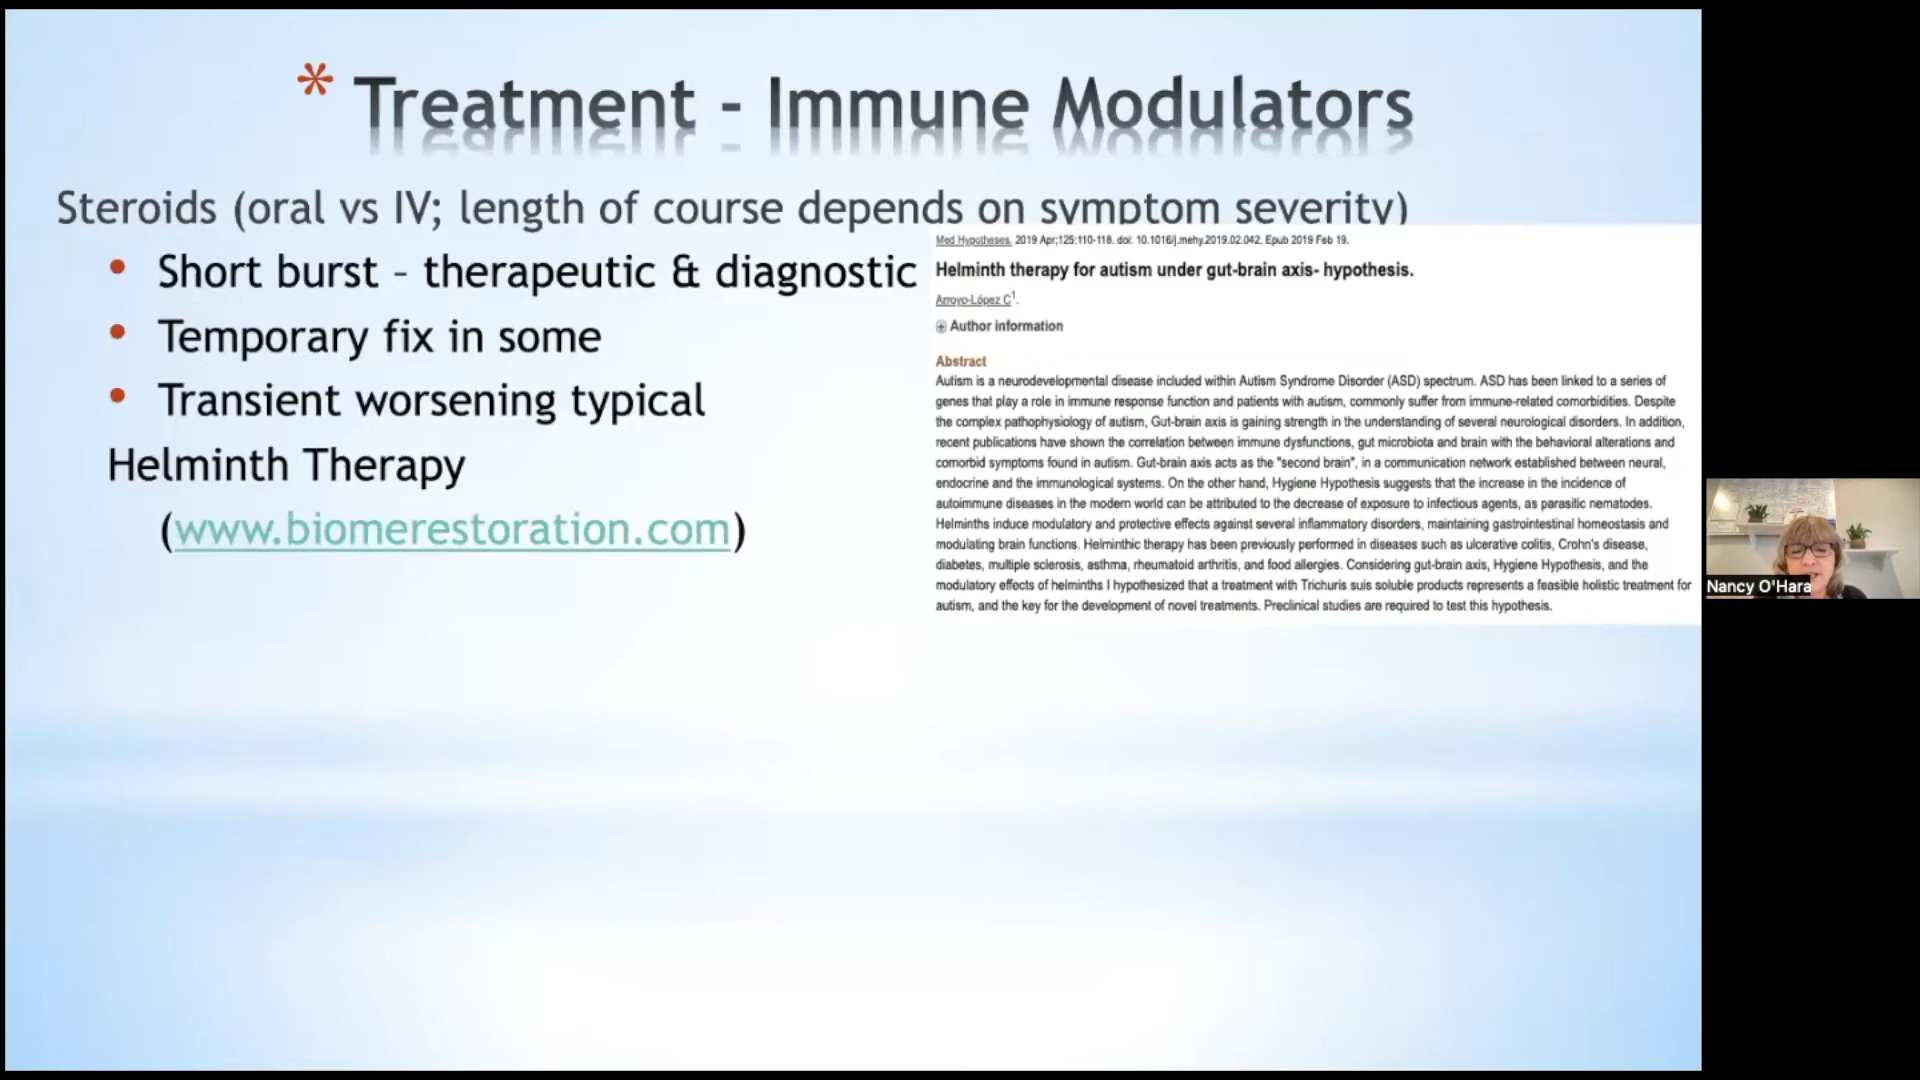 * Treatment - Immune Modulators
Steroids (oral vs IV; length of course depends on symptom severity)
• Short burst – therapeutic & diagnostic
• Temporary fix in some
• Transient worsening typical
Helminth Therapy
(www.biomerestoration.com)
Med Hypotheses. 2019 Apr;125:110-118. doi: 10.1016/j.mehy.2019.02.042. Epub 2019 Feb 19.
Helminth therapy for autism under gut-brain axis- hypothesis.
Arroyo-López C1.
Author information
Abstract
Autism is a neurodevelopmental disease included within Autism Syndrome Disorder (ASD) spectrum. ASD has been linked to a series of
genes that play a role in immune response function and patients with autism, commonly suffer from immune-related comorbidities. Despite
the complex pathophysiology of autism, Gut-brain axis is gaining strength in the understanding of several neurological disorders. In addition,
recent publications have shown the correlation between immune dysfunctions, gut microbiota and brain with the behavioral alterations and
comorbid symptoms found in autism. Gut-brain axis acts as the "second brain", in a communication network established between neural,
endocrine and the immunological systems. On the other hand, Hygiene Hypothesis suggests that the increase in the incidence of
autoimmune diseases in the modern world can be attributed to the decrease of exposure to infectious agents, as parasitic nematodes.
Helminths induce modulatory and protective effects against several inflammatory disorders, maintaining gastrointestinal homeostasis and
modulating brain functions. Helminthic therapy has been previously performed in diseases such as ulcerative colitis, Crohn's disease,
diabetes, multiple sclerosis, asthma, rheumatoid arthritis, and food allergies. Considering gut-brain axis, Hygiene Hypothesis, and the
modulatory effects of helminths I hypothesized that a treatment with Trichuris suis soluble products represents a feasible holistic treatment for
autism, and the key for the development of novel treatments. Preclinical studies are required to test this hypothesis.
Nancy O'Hara